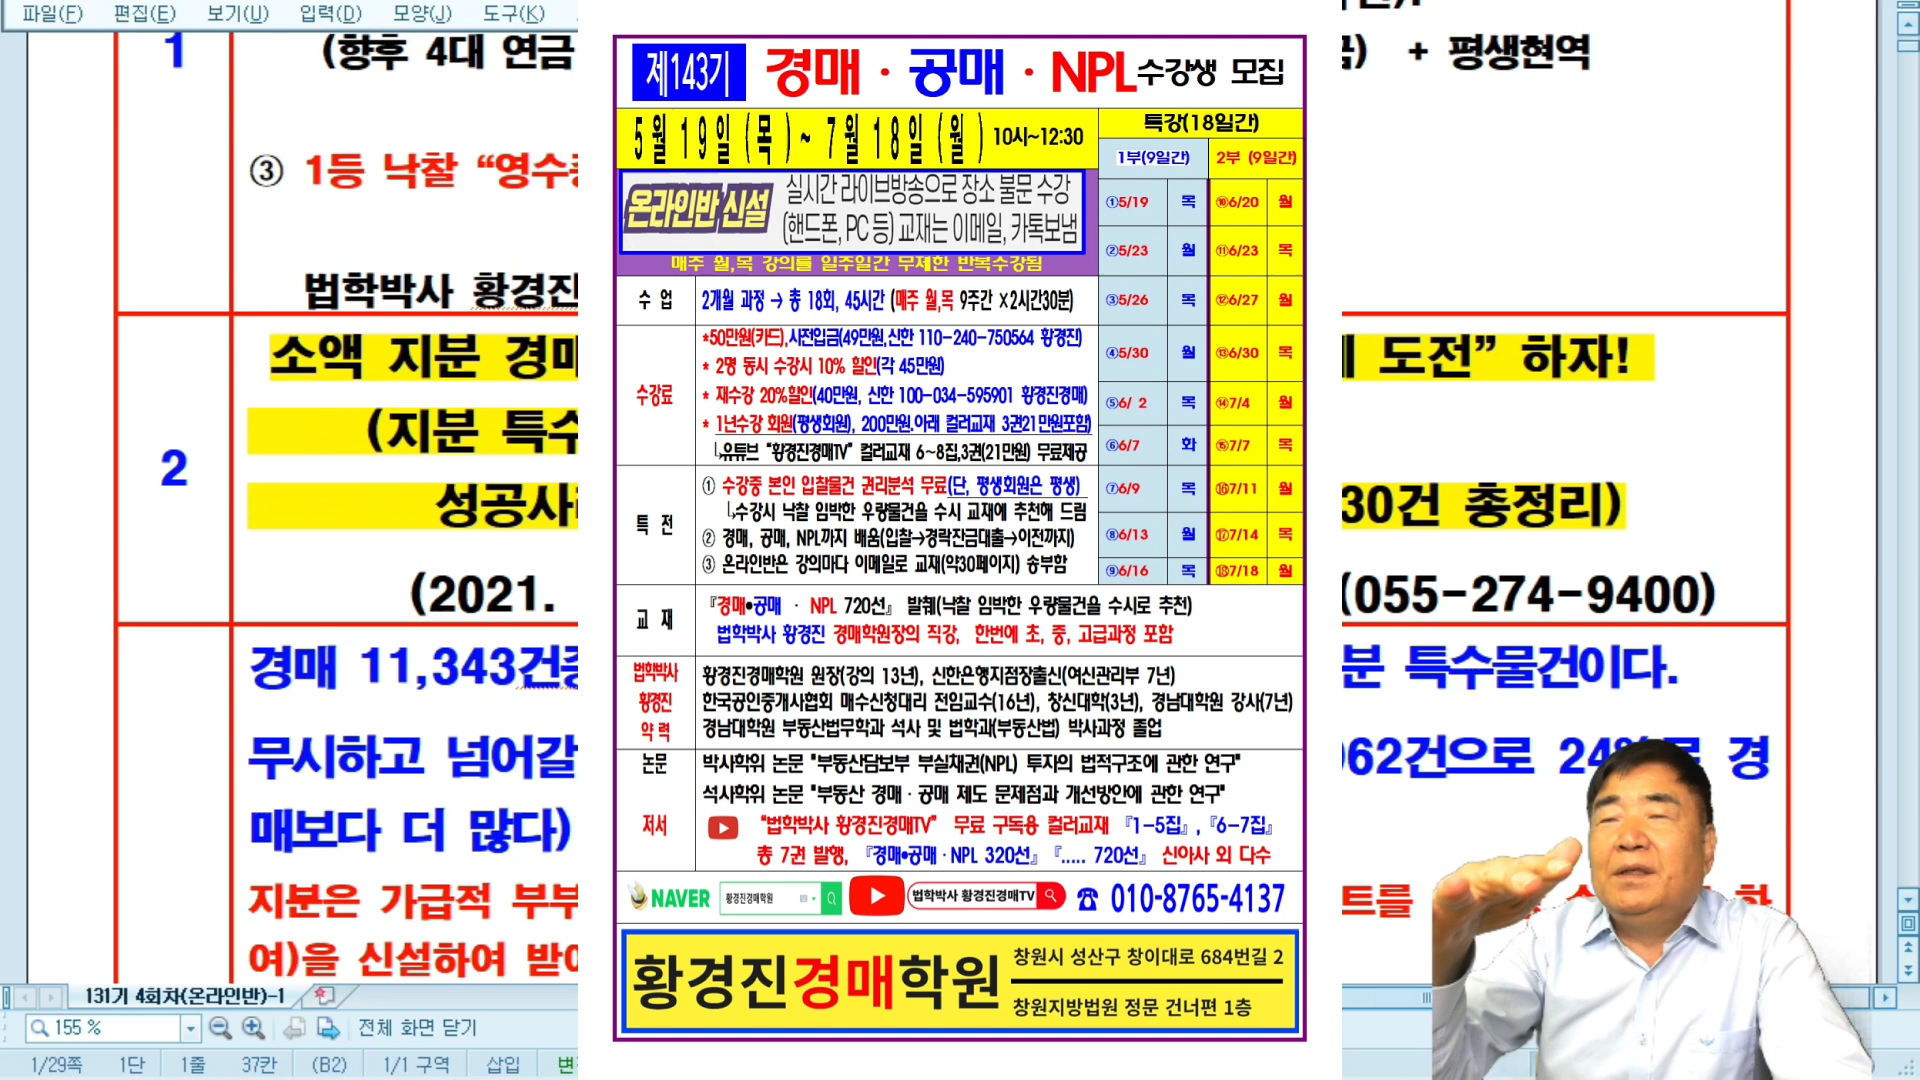 파일(F) 편집(E) 보기(U) 입력(D) 모양(J) 도구(K)
1
(향후 4대 연금
③ 1등 낙찰 “영수
법학박사 황경진
2
소액 지분 경매
(지분 특수
성공사
(2021.
경매 11,343건중
무시하고 넘어갈
매보다 더 많다)
지분은 가급적 부부
여)을 신설하여 받
131기 4회차(온라인반)-1
155 %
전체 화면 닫기
1/29쪽 1단 1줄 37칸 (B2) 1/1 구역 삽입
제143기 경매 · 공매 · NPL수강생 모집
5월 19일(목)~ 7월 18일(월) 10시~12:30
온라인반 신설
실시간 라이브방송으로 장소 불문 수강
(핸드폰, PC 등) 교재는 이메일, 카톡보냄
매주 월,목 강의를 일주일간 무제한 반복수강됨
특강(18일간)
1부(9일간) 2부 (9일간)
①5/19 목 ⑩6/20 월
②5/23 월 ⑪6/23 목
③5/26 목 ⑫6/27 월
④5/30 월 ⑬6/30 목
⑤6/ 2 목 ⑭7/4 월
⑥6/7 화 ⑮7/7 목
⑦6/9 목 ⑯7/11 월
⑧6/13 월 ⑰7/14 목
⑨6/16 목 ⑱7/18 월
수 업
2개월 과정 → 총 18회, 45시간 (매주 월,목 9주간 ×2시간30분)
수강료
*50만원(카드),사전입금(49만원,신한 110-240-750564 황경진)
* 2명 동시 수강시 10% 할인(각 45만원)
* 재수강 20%할인(40만원, 신한 100-034-595901 황경진경매)
* 1년수강 회원(평생회원), 200만원.아래 컬러교재 3권21만원포함)
↳유튜브 “황경진경매TV” 컬러교재 6~8집,3권(21만원) 무료제공
특 전
① 수강중 본인 입찰물건 권리분석 무료(단, 평생회원은 평생)
↳수강시 낙찰 임박한 우량물건을 수시 교재에 추천해 드림
② 경매, 공매, NPL까지 배움(입찰→경락잔금대출→이전까지)
③ 온라인반은 강의마다 이메일로 교재(약30페이지) 송부함
교 재
『경매•공매 · NPL 720선』 발췌(낙찰 임박한 우량물건을 수시로 추천)
법학박사 황경진 경매학원장의 직강, 한번에 초, 중, 고급과정 포함
법학박사
황경진
약 력
황경진경매학원 원장(강의 13년), 신한은행지점장출신(여신관리부 7년)
한국공인중개사협회 매수신청대리 전임교수(16년), 창신대학(3년), 경남대학원 강사(7년)
경남대학원 부동산법무학과 석사 및 법학과(부동산법) 박사과정 졸업
논문
박사학위 논문 "부동산담보부 부실채권(NPL) 투자의 법적구조에 관한 연구"
석사학위 논문 "부동산 경매 · 공매 제도 문제점과 개선방안에 관한 연구"
저서
“법학박사 황경진경매TV” 무료 구독용 컬러교재 『1-5집』,『6-7집』
총 7권 발행, 『경매•공매 · NPL 320선』 『..... 720선』 신아사 외 다수
NAVER 황경진경매학원 법학박사 황경진경매TV ☎ 010-8765-4137
황경진경매학원
창원시 성산구 창이대로 684번길 2
창원지방법원 정문 건너편 1층
+ 평생현역
도전” 하자!
30건 총정리)
(055-274-9400)
분 특수물건이다.
062건으로 경
트를